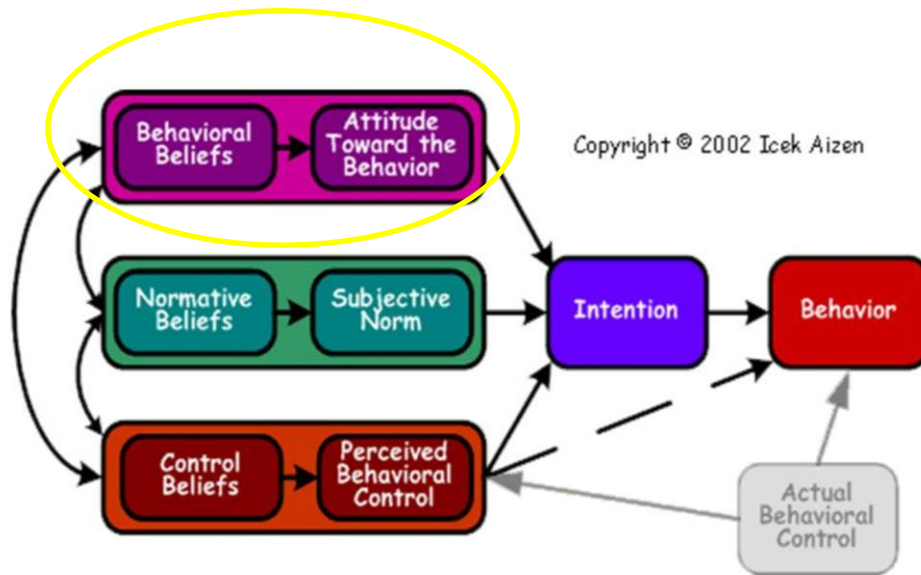 Behavioral
Beliefs
Attitude
Toward the
Behavior
Copyright © 2002 Icek Aizen
Normative
Beliefs
Subjective
Norm
Intention
Behavior
Control
Beliefs
Perceived
Behavioral
Control
Actual
Behavioral
Control